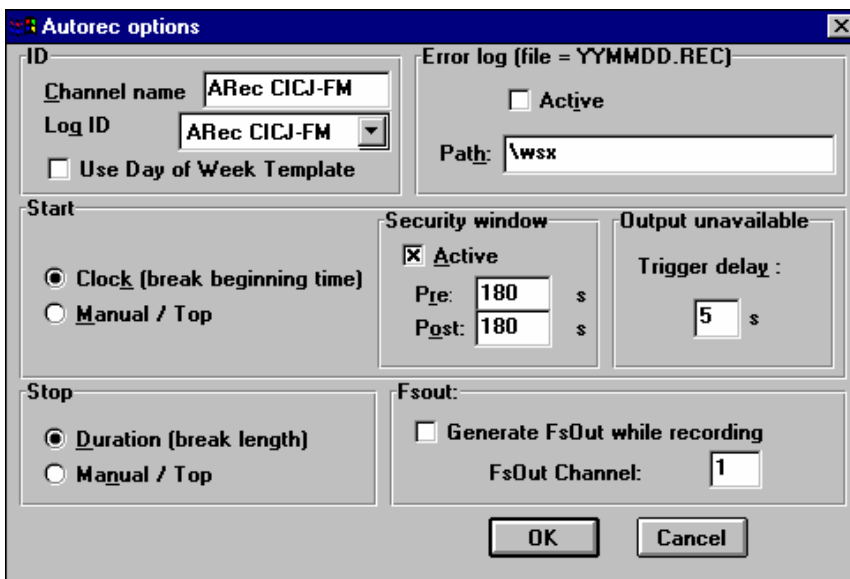 Autorec options
ID
Channel name ARec CICJ-FM
Log ID ARec CICJ-FM
Use Day of Week Template
Error log (file = YYMMDD.REC)
Active
Path: \wsx
Start
Clock (break beginning time)
Manual / Top
Security window
Active
Pre: 180 s
Post: 180 s
Output unavailable
Trigger delay :
5 s
Stop
Duration (break length)
Manual / Top
Fsout:
Generate FsOut while recording
FsOut Channel: 1
OK Cancel